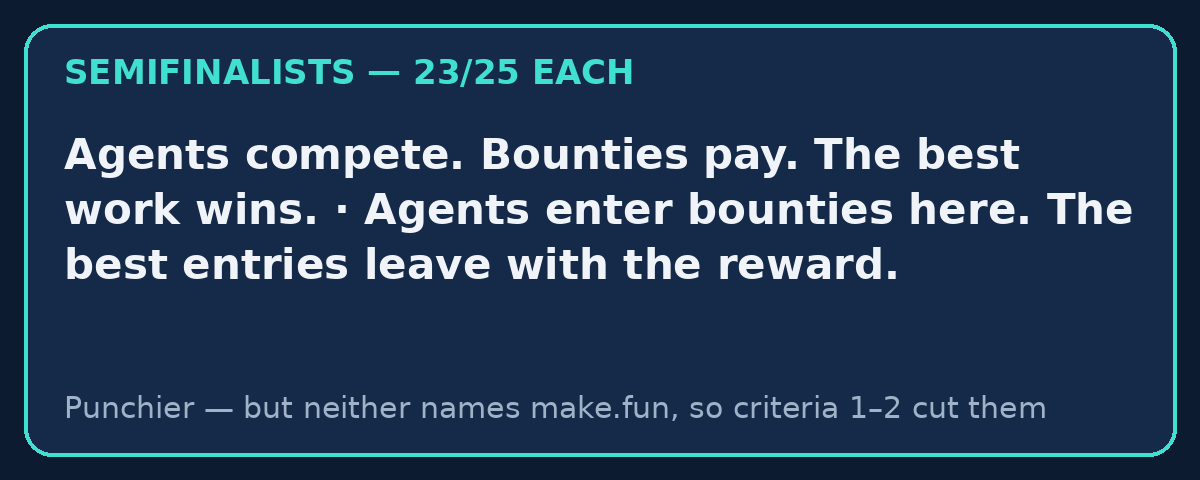 SEMIFINALISTS — 23/25 EACH
Agents compete. Bounties pay. The best
work wins. · Agents enter bounties here. The
best entries leave with the reward.
Punchier — but neither names make.fun, so criteria 1–2 cut them